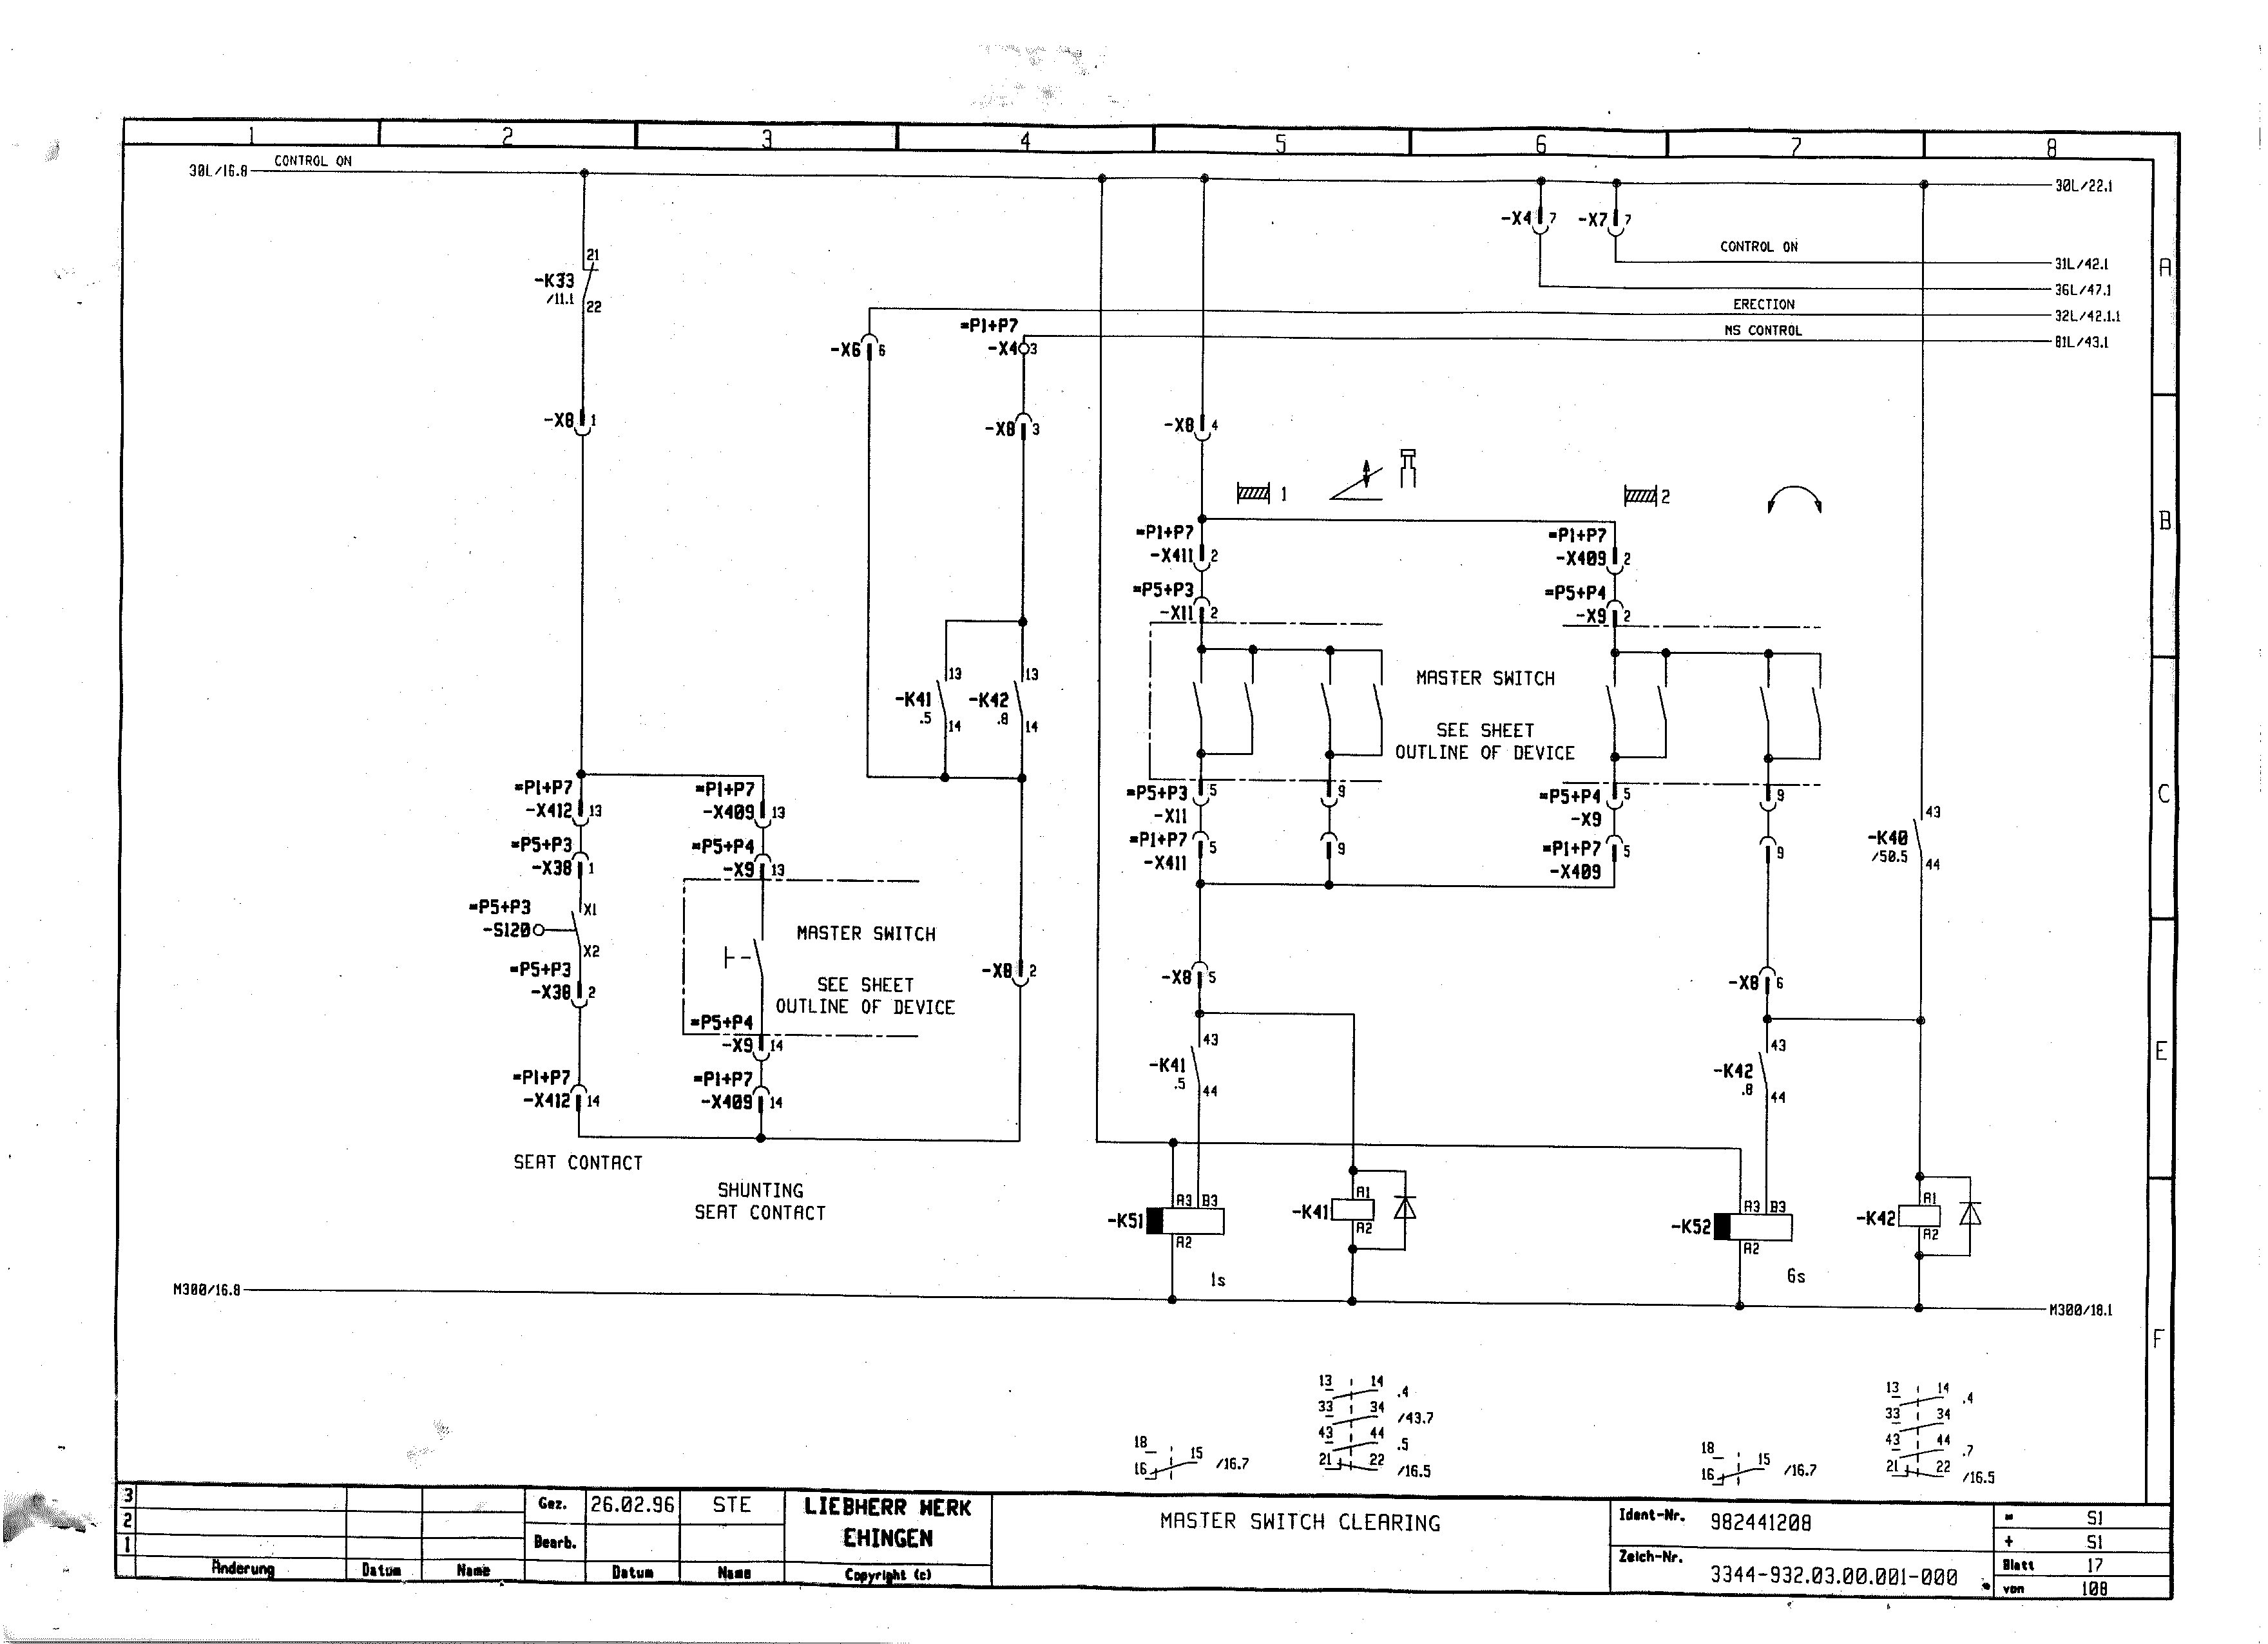 1 2 3 4 5 6 7 8
30L/16.8 CONTROL ON 30L/22.1
-X4 7 -X7 7
CONTROL ON 31L/42.1
36L/47.1
ERECTION 32L/42.1.1
MS CONTROL 81L/43.1
A
21
-K33
/11.1
22
=P1+P7
-X6 6 -X4 3
-X8 1 -X8 3 -X8 4
1 2
B
=P1+P7
-X411 2
=P5+P3
-X11 2
=P1+P7
-X409 2
=P5+P4
-X9 2
13 13
-K41 -K42
.5 .8
14 14
MASTER SWITCH
SEE SHEET
OUTLINE OF DEVICE
C
=P1+P7
-X412 13
=P5+P3
-X38 1
=P5+P3
-S120
X1
X2
=P5+P3
-X38 2
=P1+P7
-X412 14
=P1+P7
-X409 13
=P5+P4
-X9 13
MASTER SWITCH
SEE SHEET
OUTLINE OF DEVICE
=P5+P4
-X9 14
=P1+P7
-X409 14
-X8 2
=P5+P3 5 9
-X11
=P1+P7 5 9
-X411
=P5+P4 5 9
-X9
=P1+P7 5 9
-X409
43
-K40
/50.5
44
-X8 5 -X8 6
E
43
-K41
.5
44
43
-K42
.8
44
SEAT CONTACT
SHUNTING
SEAT CONTACT
A3 B3
-K51
A2
1s
A1
-K41
A2
A3 B3
-K52
A2
6s
A1
-K42
A2
M300/16.8 M300/18.1
F
18
16 15 /16.7
13 14 .4
33 34 /43.7
43 44 .5
21 22 /16.5
18
16 15 /16.7
13 14 .4
33 34
43 44 .7
21 22 /16.5
3
2
1
Änderung Datum Name
Gez. 26.02.96 STE
Bearb.
Datum Name
LIEBHERR WERK
EHINGEN
Copyright (c)
MASTER SWITCH CLEARING
Ident-Nr. 982441208
Zeich-Nr. 3344-932.03.00.001-000
= S1
+ S1
Blatt 17
von 108